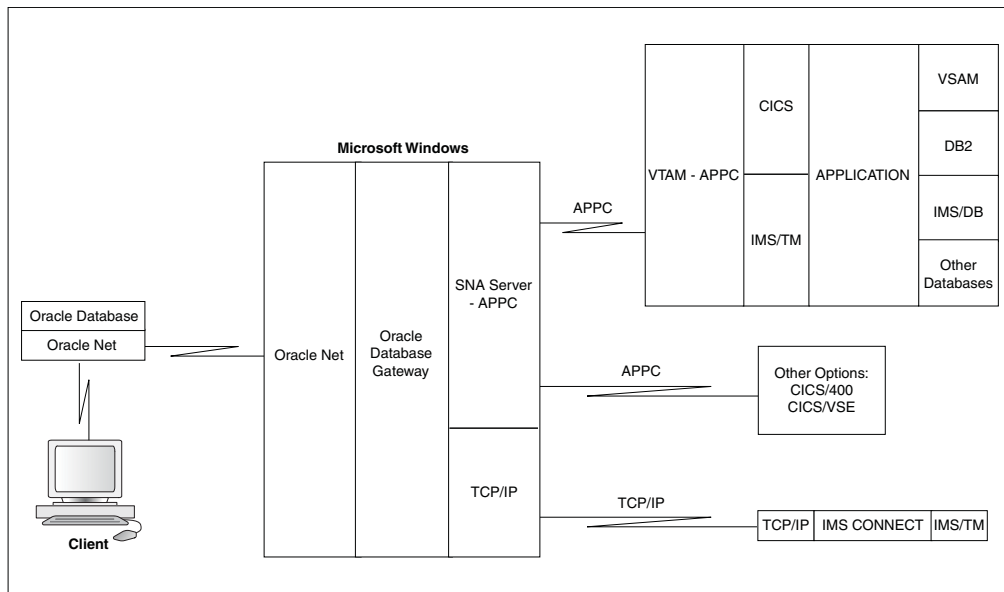 Microsoft Windows
Oracle Database
Oracle Net
Client
Oracle Net
Oracle
Database
Gateway
SNA Server
- APPC
TCP/IP
APPC
VTAM - APPC
CICS
IMS/TM
APPLICATION
VSAM
DB2
IMS/DB
Other
Databases
APPC
Other Options:
CICS/400
CICS/VSE
TCP/IP
TCP/IP
IMS CONNECT
IMS/TM